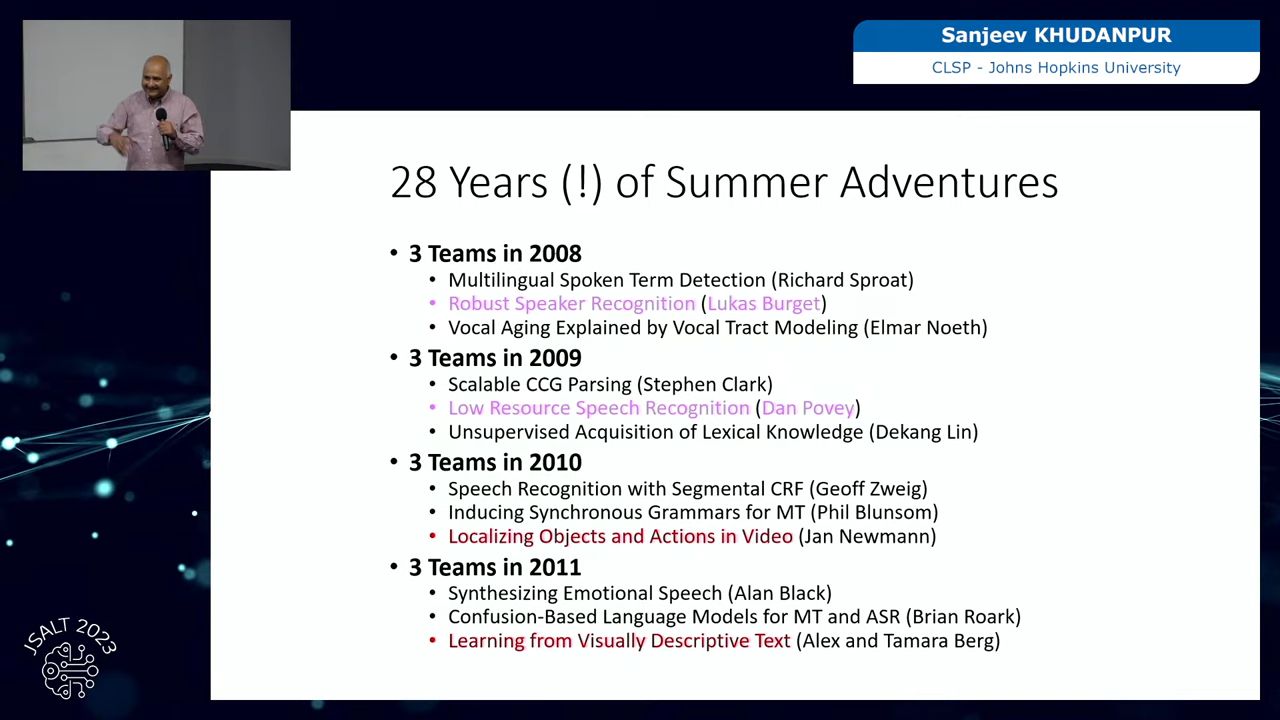 Sanjeev KHUDANPUR
CLSP - Johns Hopkins University
28 Years (!) of Summer Adventures
• 3 Teams in 2008
• Multilingual Spoken Term Detection (Richard Sproat)
• Robust Speaker Recognition (Lukas Burget)
• Vocal Aging Explained by Vocal Tract Modeling (Elmar Noeth)
• 3 Teams in 2009
• Scalable CCG Parsing (Stephen Clark)
• Low Resource Speech Recognition (Dan Povey)
• Unsupervised Acquisition of Lexical Knowledge (Dekang Lin)
• 3 Teams in 2010
• Speech Recognition with Segmental CRF (Geoff Zweig)
• Inducing Synchronous Grammars for MT (Phil Blunsom)
• Localizing Objects and Actions in Video (Jan Newmann)
• 3 Teams in 2011
• Synthesizing Emotional Speech (Alan Black)
• Confusion-Based Language Models for MT and ASR (Brian Roark)
• Learning from Visually Descriptive Text (Alex and Tamara Berg)
JSALT 2023